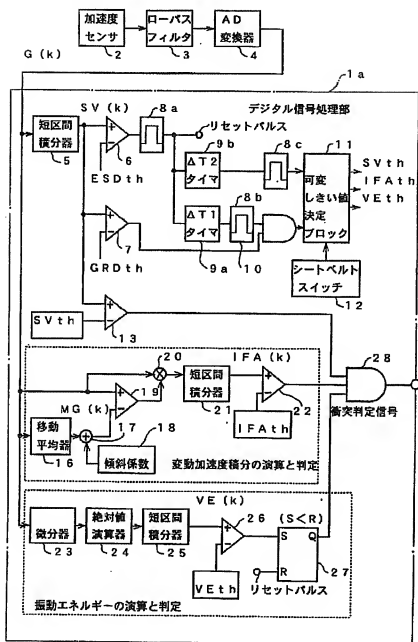 加速度
センサ
2
ローパス
フィルタ
3
AD
変換器
4
G(k)
1a
SV(k)
8a
デジタル信号処理部
リセットパルス
短区間
積分器
5
6
ESDth
9b
ΔT2
タイマ
8c
11
可変
しきい値
決定
ブロック
SVth
IFAth
VEth
8b
ΔT1
タイマ
9a
10
7
GRDth
シートベルト
スイッチ
12
SVth
13
20
IFA(k)
28
衝突判定信号
19
短区間
積分器
21
22
MG(k)
移動
平均器
16
17
18
傾斜係数
IFAth
変動加速度積分の演算と判定
VE(k)
26
(S<R)
微分器
23
絶対値
演算器
24
短区間
積分器
25
S
Q
R
27
VEth
リセットパルス
振動エネルギーの演算と判定